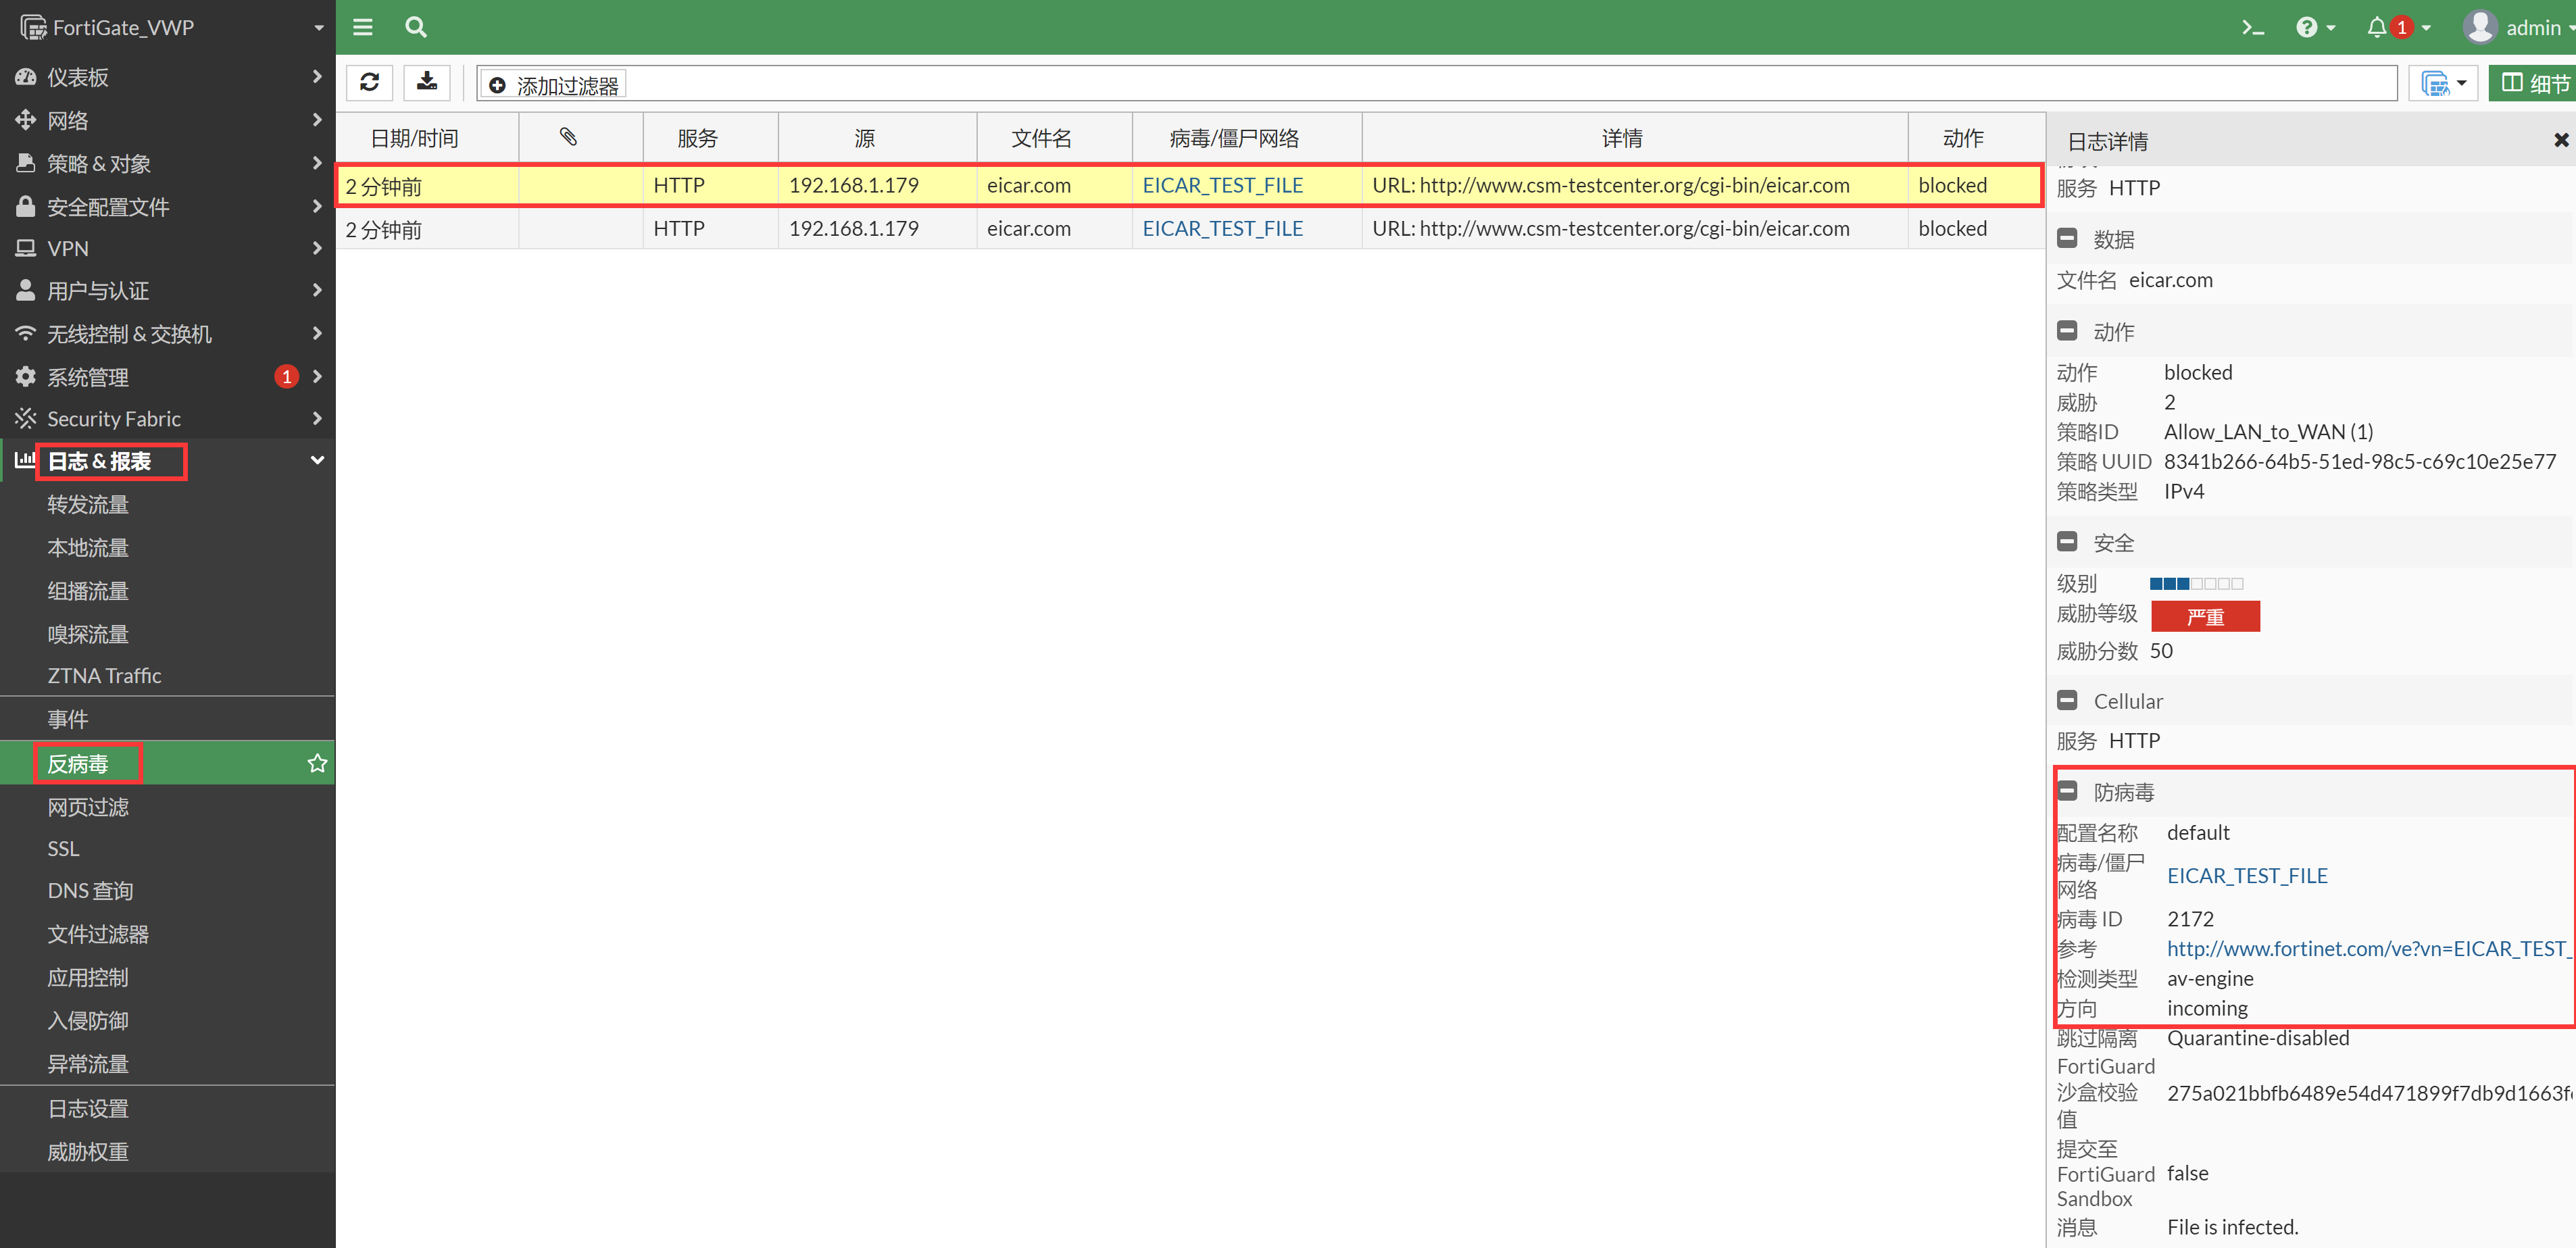 FortiGate_VWP
仪表板
网络
策略 & 对象
安全配置文件
VPN
用户与认证
无线控制 & 交换机
系统管理 1
Security Fabric
日志 & 报表
转发流量
本地流量
组播流量
嗅探流量
ZTNA Traffic
事件
反病毒
网页过滤
SSL
DNS 查询
文件过滤器
应用控制
入侵防御
异常流量
日志设置
威胁权重
1 admin
添加过滤器 细节
日期/时间 服务 源 文件名 病毒/僵尸网络 详情 动作
2 分钟前 HTTP 192.168.1.179 eicar.com EICAR_TEST_FILE URL: http://www.csm-testcenter.org/cgi-bin/eicar.com blocked
2 分钟前 HTTP 192.168.1.179 eicar.com EICAR_TEST_FILE URL: http://www.csm-testcenter.org/cgi-bin/eicar.com blocked
日志详情
服务 HTTP
数据
文件名 eicar.com
动作
动作 blocked
威胁 2
策略ID Allow_LAN_to_WAN (1)
策略 UUID 8341b266-64b5-51ed-98c5-c69c10e25e77
策略类型 IPv4
安全
级别
威胁等级 严重
威胁分数 50
Cellular
服务 HTTP
防病毒
配置名称 default
病毒/僵尸
网络 EICAR_TEST_FILE
病毒 ID 2172
参考 http://www.fortinet.com/ve?vn=EICAR_TEST_
检测类型 av-engine
方向 incoming
跳过隔离 Quarantine-disabled
FortiGuard
沙盒校验 275a021bbfb6489e54d471899f7db9d1663f
值
提交至
FortiGuard false
Sandbox
消息 File is infected.